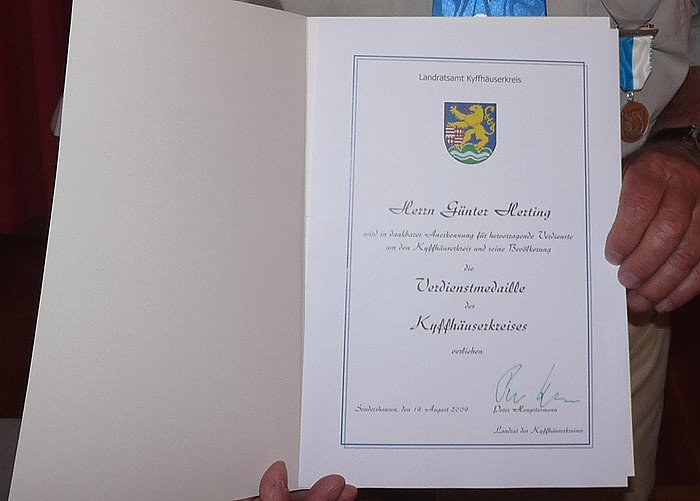 Landratsamt Kyffhäuserkreis
Herrn Günter Herting
wird in dankbarer Anerkennung für hervorragende Verdienste
um den Kyffhäuserkreis und seine Bevölkerung
die
Verdienstmedaille
des
Kyffhäuserkreises
verliehen.
Sondershausen, den 19. August 2009
Peter Hengstermann
Landrat des Kyffhäuserkreises